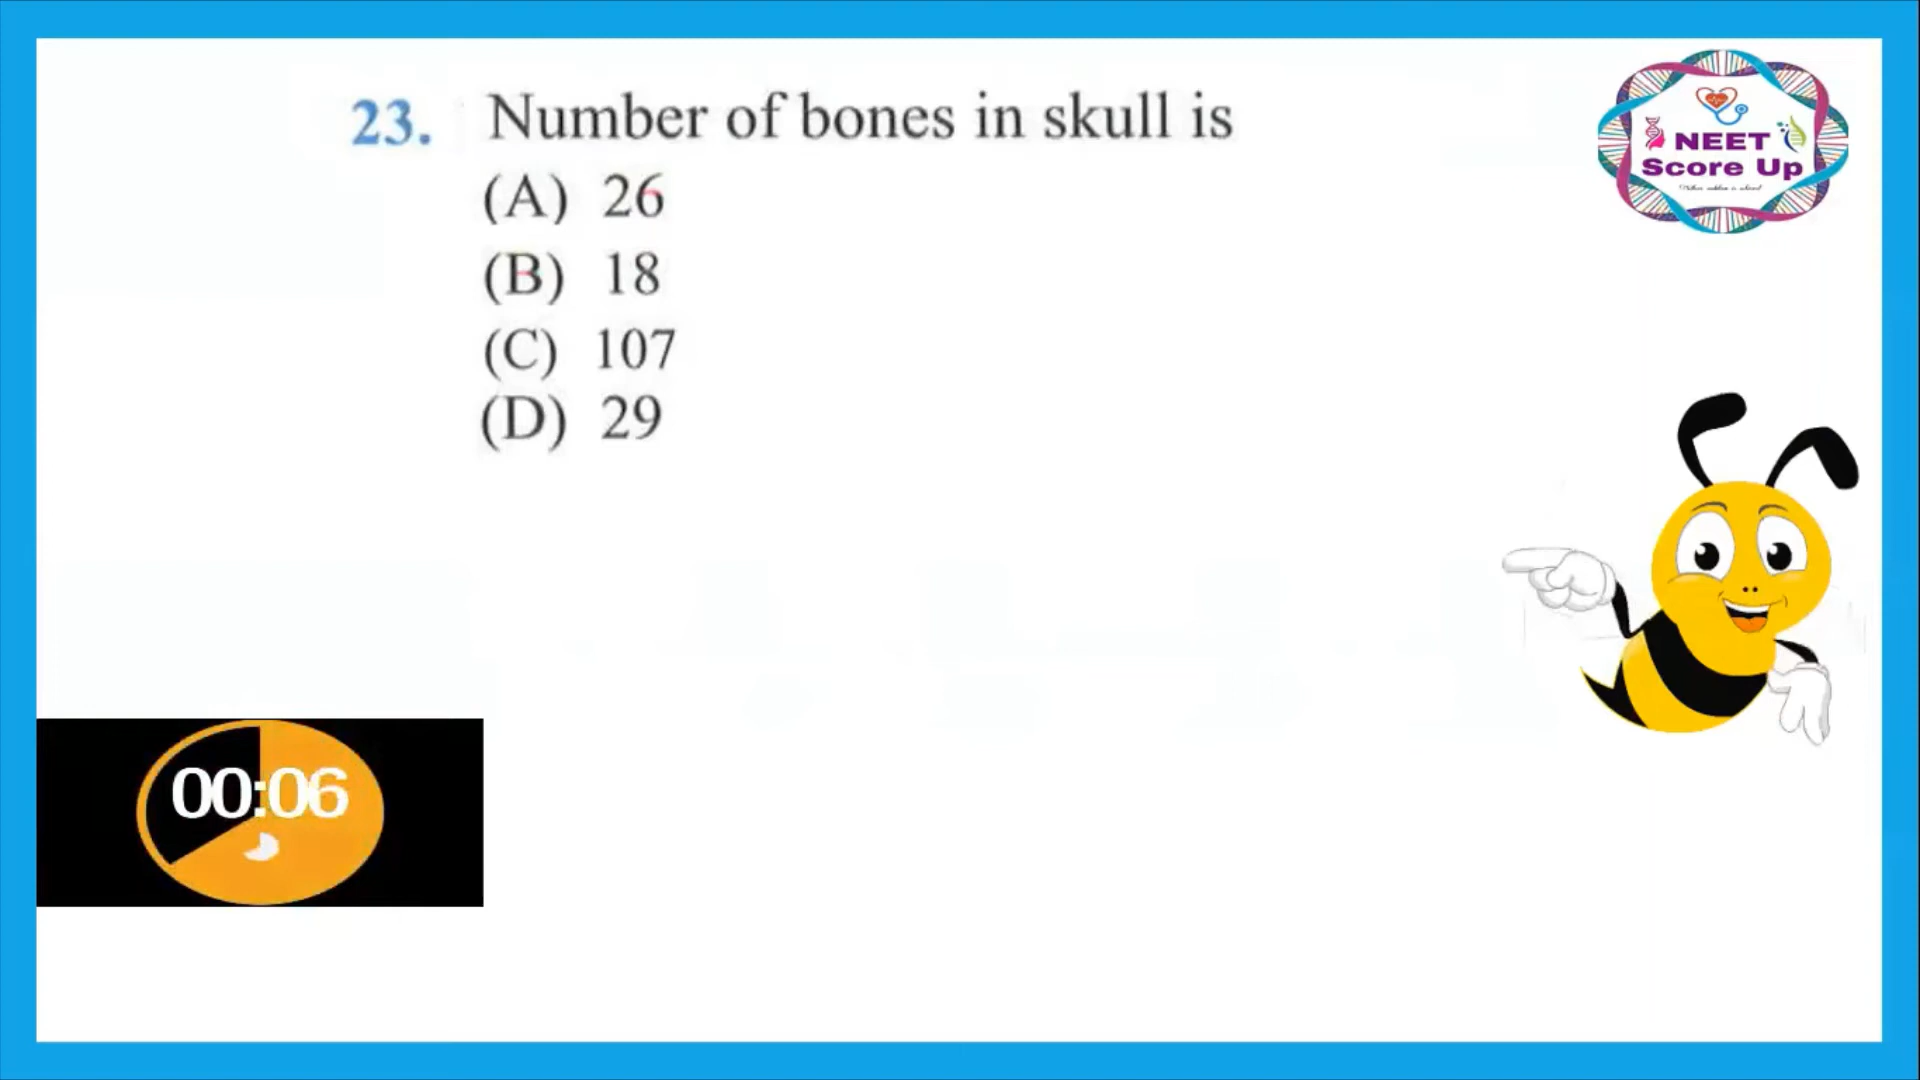 23. Number of bones in skull is
(A) 26
(B) 18
(C) 107
(D) 29
NEET
Score Up
00:06